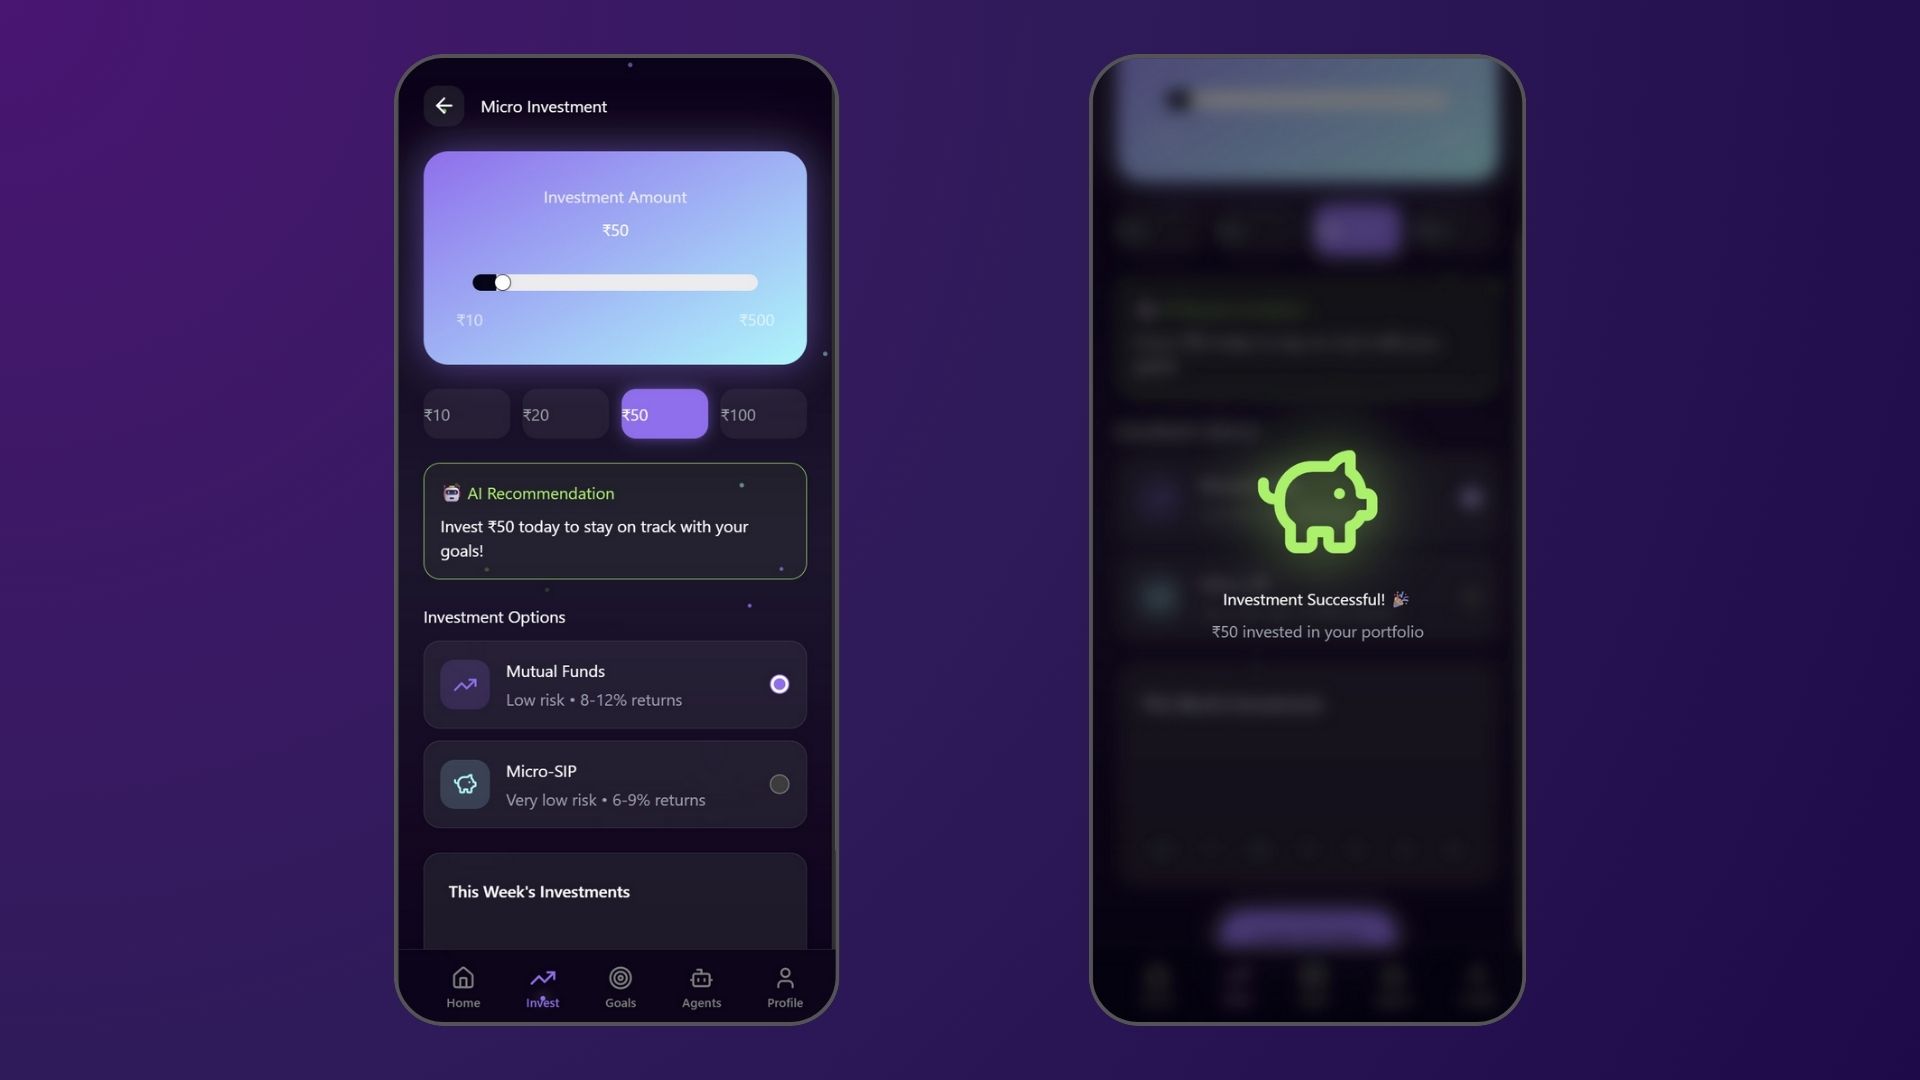 Micro Investment
Investment Amount
₹50
₹10
₹500
₹10
₹20
₹50
₹100
🤖 AI Recommendation
Invest ₹50 today to stay on track with your
goals!
Investment Options
Mutual Funds
Low risk • 8-12% returns
Micro-SIP
Very low risk • 6-9% returns
This Week's Investments
Home
Invest
Goals
Agents
Profile
Investment Successful! 🎉
₹50 invested in your portfolio